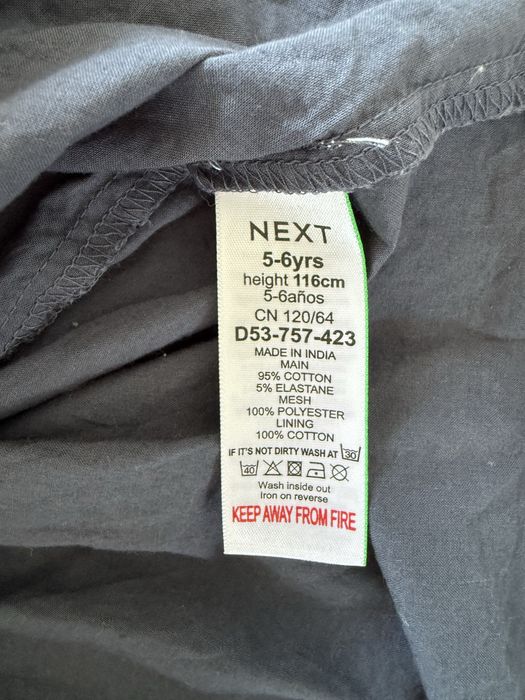 NEXT
5-6yrs
height 116cm
5-6años
CN 120/64
D53-757-423
MADE IN INDIA
MAIN
95% COTTON
5% ELASTANE
MESH
100% POLYESTER
LINING
100% COTTON
IF IT'S NOT DIRTY WASH AT 30
40
Wash inside out
Iron on reverse
KEEP AWAY FROM FIRE